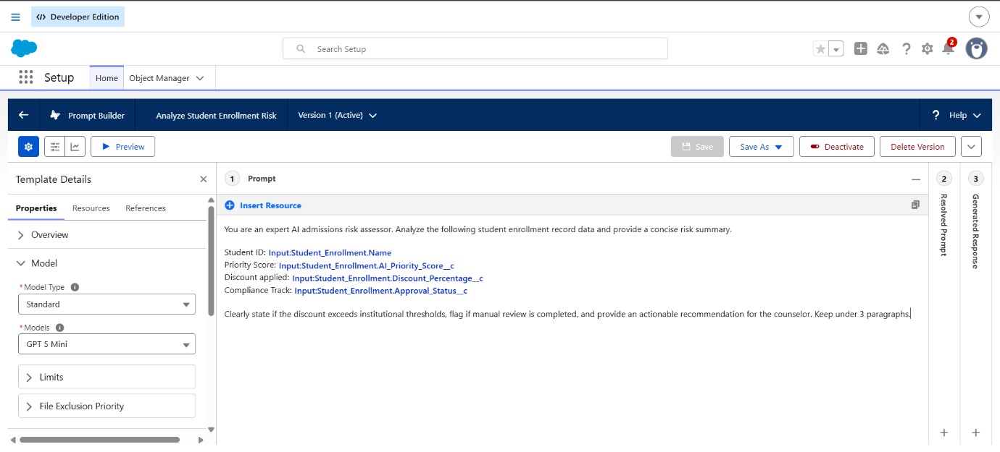 </> Developer Edition
Search Setup
2
Setup
Home
Object Manager
Prompt Builder
Analyze Student Enrollment Risk
Version 1 (Active)
? Help
Preview
Save
Save As
Deactivate
Delete Version
Template Details
Properties
Resources
References
Overview
Model
* Model Type
Standard
* Models
GPT 5 Mini
Limits
File Exclusion Priority
1 Prompt
Insert Resource
You are an expert AI admissions risk assessor. Analyze the following student enrollment record data and provide a concise risk summary.
Student ID: Input:Student_Enrollment.Name
Priority Score: Input:Student_Enrollment.AI_Priority_Score__c
Discount applied: Input:Student_Enrollment.Discount_Percentage__c
Compliance Track: Input:Student_Enrollment.Approval_Status__c
Clearly state if the discount exceeds institutional thresholds, flag if manual review is completed, and provide an actionable recommendation for the counselor. Keep under 3 paragraphs.
2
Resolved Prompt
3
Generated Response